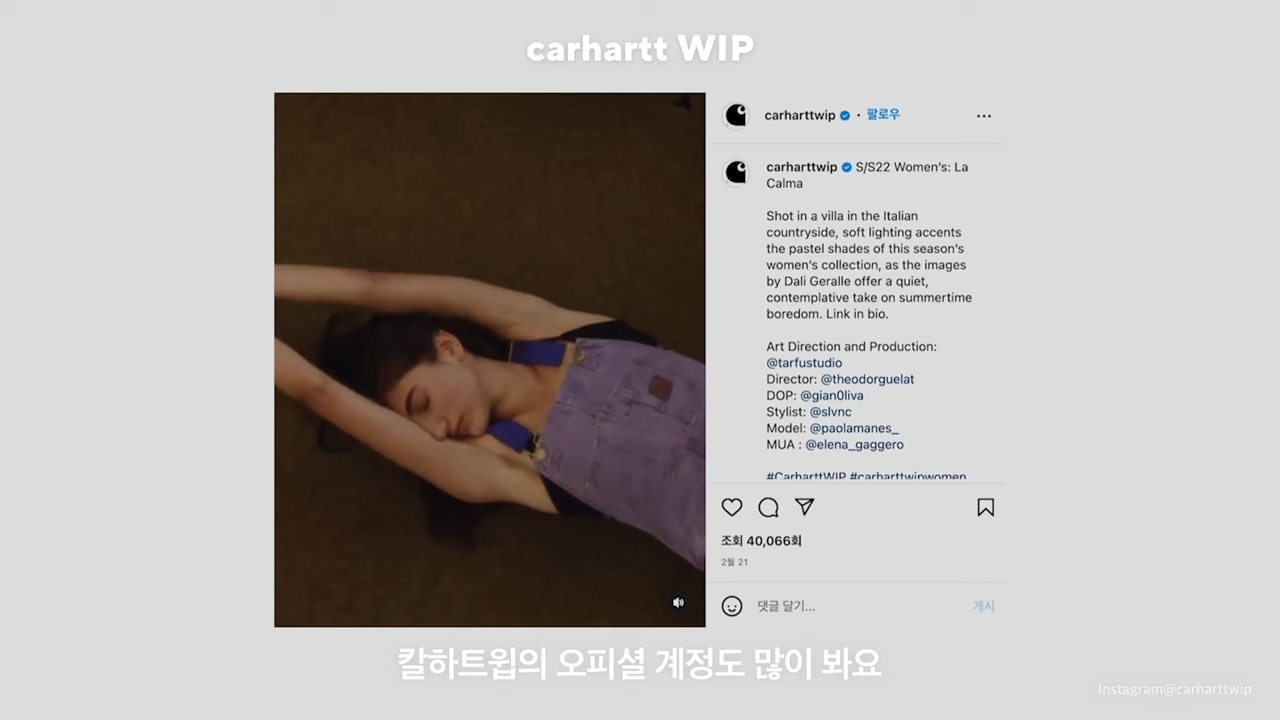 carhartt WIP
carharttwip • 팔로우
carharttwip S/S22 Women's: La
Calma
Shot in a villa in the Italian
countryside, soft lighting accents
the pastel shades of this season's
women's collection, as the images
by Dali Geralle offer a quiet,
contemplative take on summertime
boredom. Link in bio.
Art Direction and Production:
@tarfustudio
Director: @theodorguelat
DOP: @gian0liva
Stylist: @slvnc
Model: @paolamanes_
MUA : @elena_gaggero
#CarharttWIP #carharttwipwomen
조회 40,066회
2월 21
댓글 달기...
게시
칼하트윕의 오피셜 계정도 많이 봐요
Instagram@carharttwip